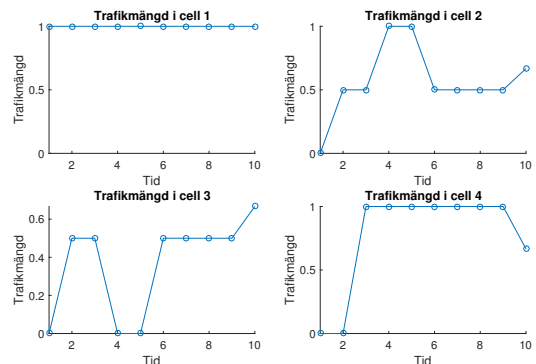 Trafikmängd i cell 1
Trafikmängd
1
0.5
0
2 4 6 8 10
Tid
Trafikmängd i cell 2
Trafikmängd
1
0.5
0
2 4 6 8 10
Tid
Trafikmängd i cell 3
Trafikmängd
0.6
0.4
0.2
0
2 4 6 8 10
Tid
Trafikmängd i cell 4
Trafikmängd
1
0.5
0
2 4 6 8 10
Tid